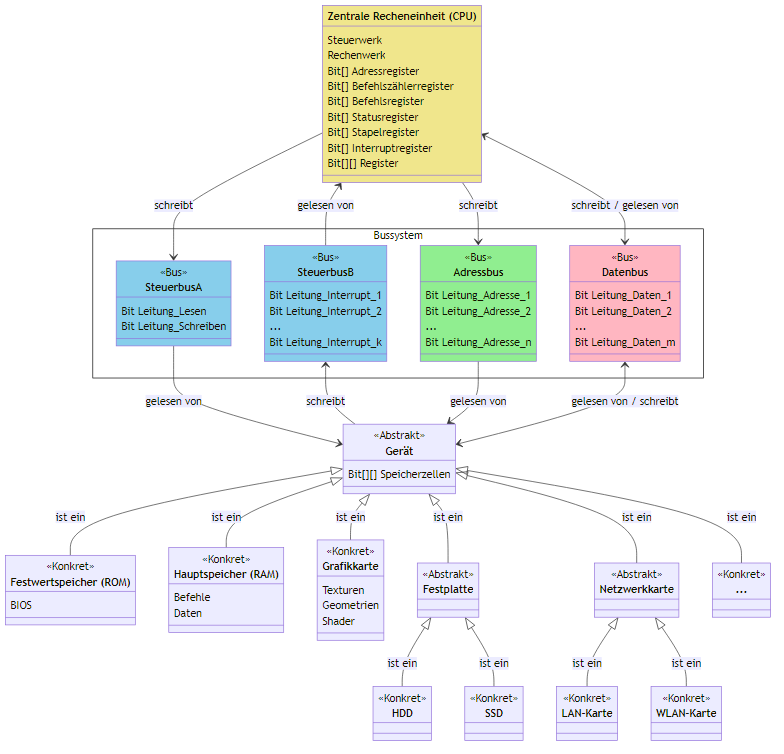 Zentrale Recheneinheit (CPU)
Steuerwerk
Rechenwerk
Bit[] Adressregister
Bit[] Befehlszählerregister
Bit[] Befehlsregister
Bit[] Statusregister
Bit[] Stapelregister
Bit[] Interruptregister
Bit[][] Register
schreibt
gelesen von
schreibt
schreibt / gelesen von
Bussystem
«Bus»
SteuerbusA
Bit Leitung_Lesen
Bit Leitung_Schreiben
«Bus»
SteuerbusB
Bit Leitung_Interrupt_1
Bit Leitung_Interrupt_2
...
Bit Leitung_Interrupt_k
«Bus»
Adressbus
Bit Leitung_Adresse_1
Bit Leitung_Adresse_2
...
Bit Leitung_Adresse_n
«Bus»
Datenbus
Bit Leitung_Daten_1
Bit Leitung_Daten_2
...
Bit Leitung_Daten_m
gelesen von
schreibt
gelesen von
gelesen von / schreibt
«Abstrakt»
Gerät
Bit[][] Speicherzellen
ist ein
ist ein
ist ein
ist ein
ist ein
ist ein
«Konkret»
Festwertspeicher (ROM)
BIOS
«Konkret»
Hauptspeicher (RAM)
Befehle
Daten
«Konkret»
Grafikkarte
Texturen
Geometrien
Shader
«Abstrakt»
Festplatte
«Abstrakt»
Netzwerkkarte
«Konkret»
...
ist ein
ist ein
ist ein
ist ein
«Konkret»
HDD
«Konkret»
SSD
«Konkret»
LAN-Karte
«Konkret»
WLAN-Karte